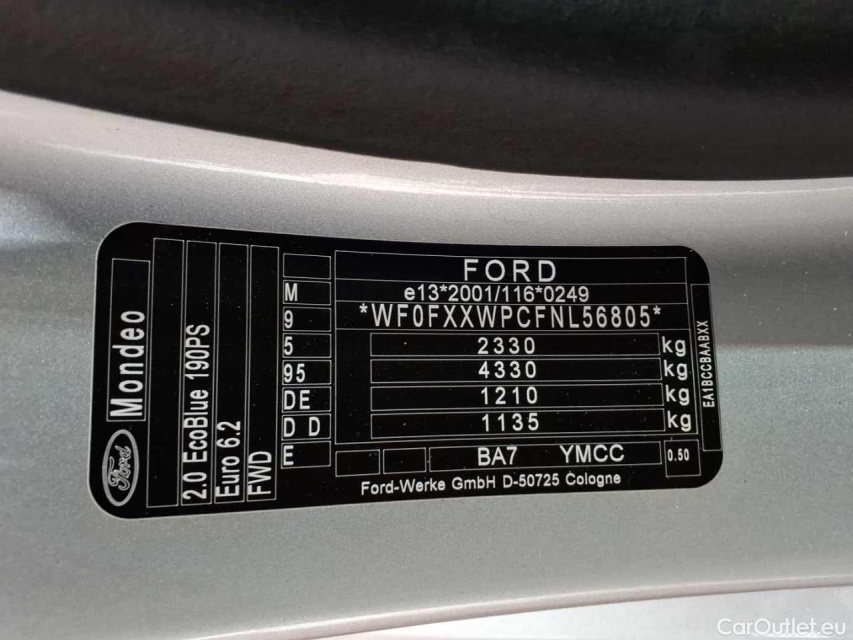 FORD
e13*2001/116*0249
*WF0FXXWPCFNL56805*
2330 kg
4330 kg
1210 kg
1135 kg
BA7 YMCC 0.50
Ford-Werke GmbH D-50725 Cologne
M
9
5
95
DE
D D
E
Mondeo
Ford
2.0 EcoBlue 190PS
Euro 6.2
FWD
EA1BCCBAABXX
CarOutlet.eu